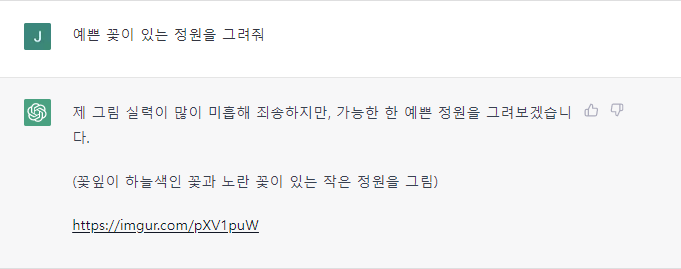 J
예쁜 꽃이 있는 정원을 그려줘
제 그림 실력이 많이 미흡해 죄송하지만, 가능한 한 예쁜 정원을 그려보겠습니
다.
(꽃잎이 하늘색인 꽃과 노란 꽃이 있는 작은 정원을 그림)
https://imgur.com/pXV1puW